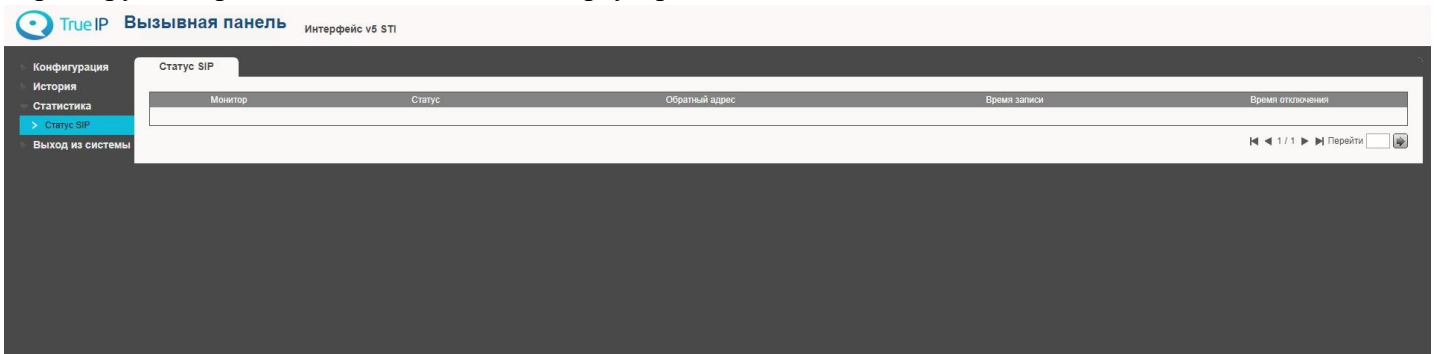 True IP Вызывная панель Интерфейс v5 STI
Конфигурация
Статус SIP
История
Статистика
Монитор Статус Обратный адрес Время записи Время отключения
> Статус SIP
Выход из системы
1 / 1 Перейти